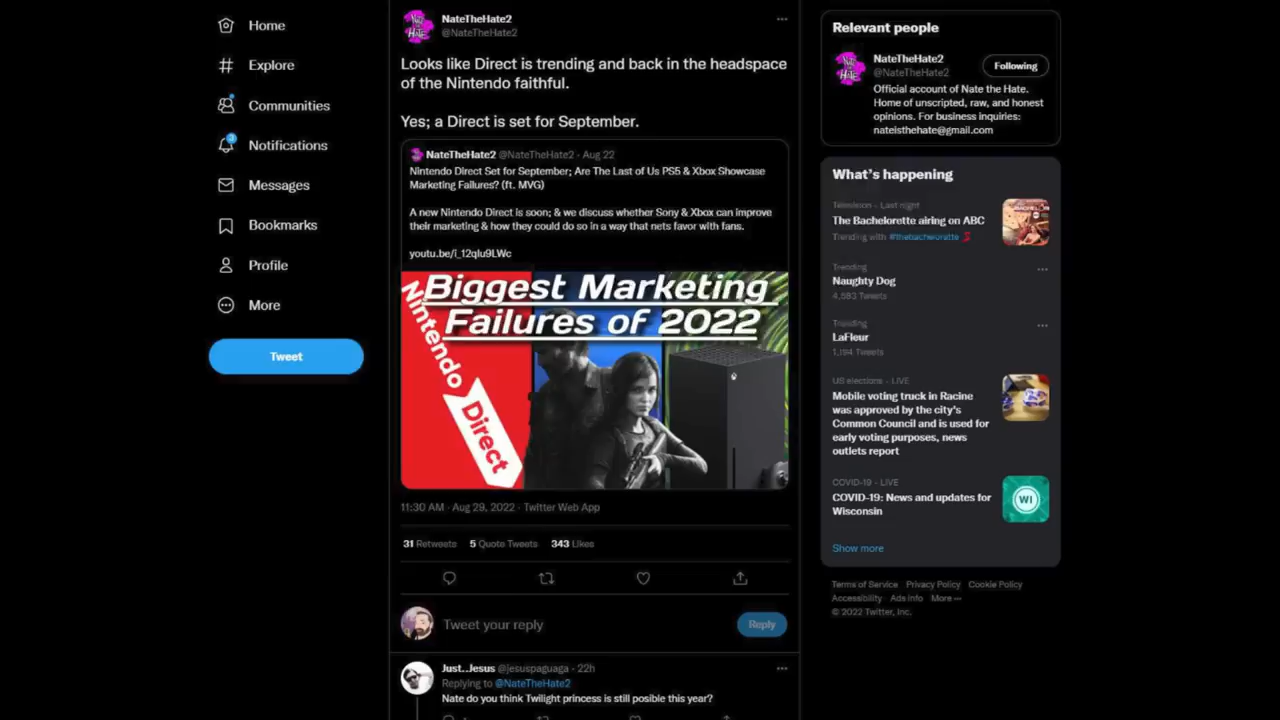 Home
Explore
Communities
3
Notifications
Messages
Bookmarks
Profile
More
Tweet
NateTheHate2
@NateTheHate2
Looks like Direct is trending and back in the headspace
of the Nintendo faithful.
Yes; a Direct is set for September.
NateTheHate2 @NateTheHate2 · Aug 22
Nintendo Direct Set for September; Are The Last of Us PS5 & Xbox Showcase
Marketing Failures? (ft. MVG)
A new Nintendo Direct is soon; & we discuss whether Sony & Xbox can improve
their marketing & how they could do so in a way that nets favor with fans.
youtu.be/i_12qlu9LWc
Biggest Marketing
Failures of 2022
Nintendo
Direct
11:30 AM · Aug 29, 2022 · Twitter Web App
31 Retweets 5 Quote Tweets 343 Likes
Tweet your reply
Reply
Just..Jesus @jesuspaguaga · 22h
Replying to @NateTheHate2
Nate do you think Twilight princess is still posible this year?
Relevant people
NateTheHate2
@NateTheHate2
Following
Official account of Nate the Hate.
Home of unscripted, raw, and honest
opinions. For business inquiries:
nateisthehate@gmail.com
What's happening
Television · Last night
The Bachelorette airing on ABC
Trending with #thebachelorette
Trending
Naughty Dog
4,593 Tweets
Trending
LaFleur
1,194 Tweets
US elections · LIVE
Mobile voting truck in Racine
was approved by the city's
Common Council and is used for
early voting purposes, news
outlets report
COVID-19 · LIVE
COVID-19: News and updates for
Wisconsin
WI
Show more
Terms of Service Privacy Policy Cookie Policy
Accessibility Ads info More ···
© 2022 Twitter, Inc.